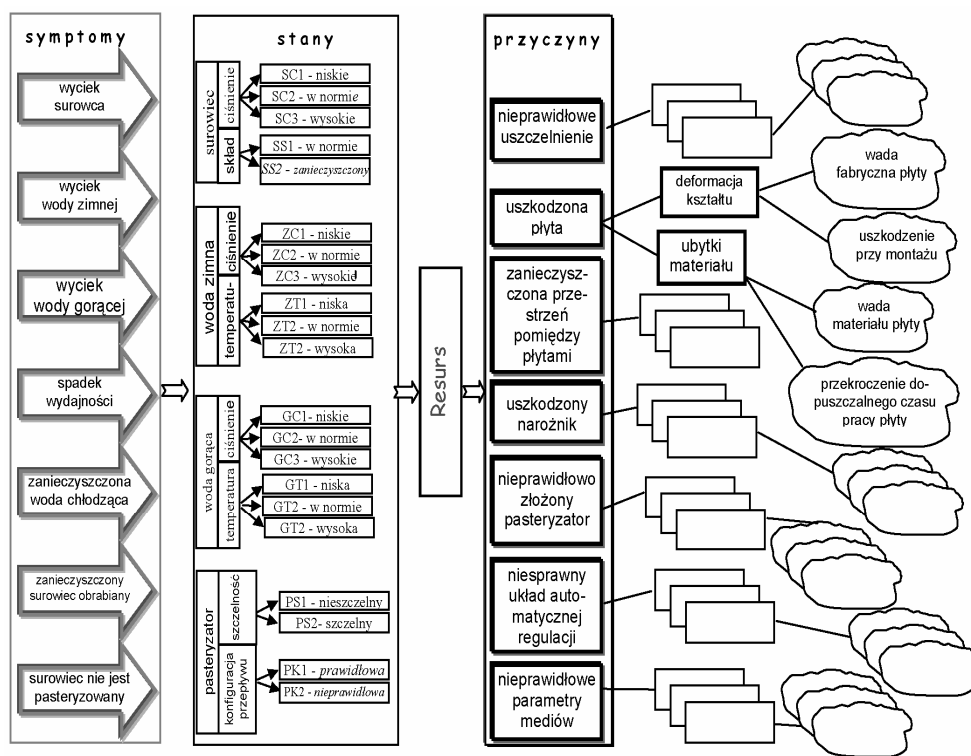 symptomy
wyciek
surowca
wyciek
wody zimnej
wyciek
wody gorącej
spadek
wydajności
zanieczyszczona
woda chłodząca
zanieczyszczony
surowiec obrabiany
surowiec nie jest
pasteryzowany
stany
surowiec
ciśnienie
SC1 - niskie
SC2 - w normie
SC3 - wysokie
skład
SS1 - w normie
SS2 - zanieczyszczony
woda zimna
ciśnienie
ZC1 - niskie
ZC2 - w normie
ZC3 - wysokie
temperatu-
ZT1 - niska
ZT2 - w normie
ZT2 - wysoka
woda gorąca
ciśnienie
GC1 - niskie
GC2- w normie
GC3 - wysokie
temperatura
GT1 - niska
GT2 - w normie
GT2 - wysoka
pasteryzator
szczelność
PS1 - nieszczelny
PS2- szczelny
konfiguracja
przepływu
PK1 - prawidłowa
PK2 - nieprawidłowa
Resurs
przyczyny
nieprawidłowe
uszczelnienie
uszkodzona
płyta
zanieczysz-
czona prze-
strzeń
pomiędzy
płytami
uszkodzony
narożnik
nieprawidłowo
złożony
pasteryzator
niesprawny
układ auto-
matycznej
regulacji
nieprawidłowe
parametry
mediów
deformacja
kształtu
ubytki
materiału
wada
fabryczna płyty
uszkodzenie
przy montażu
wada
materiału płyty
przekroczenie do-
puszczalnego czasu
pracy płyty